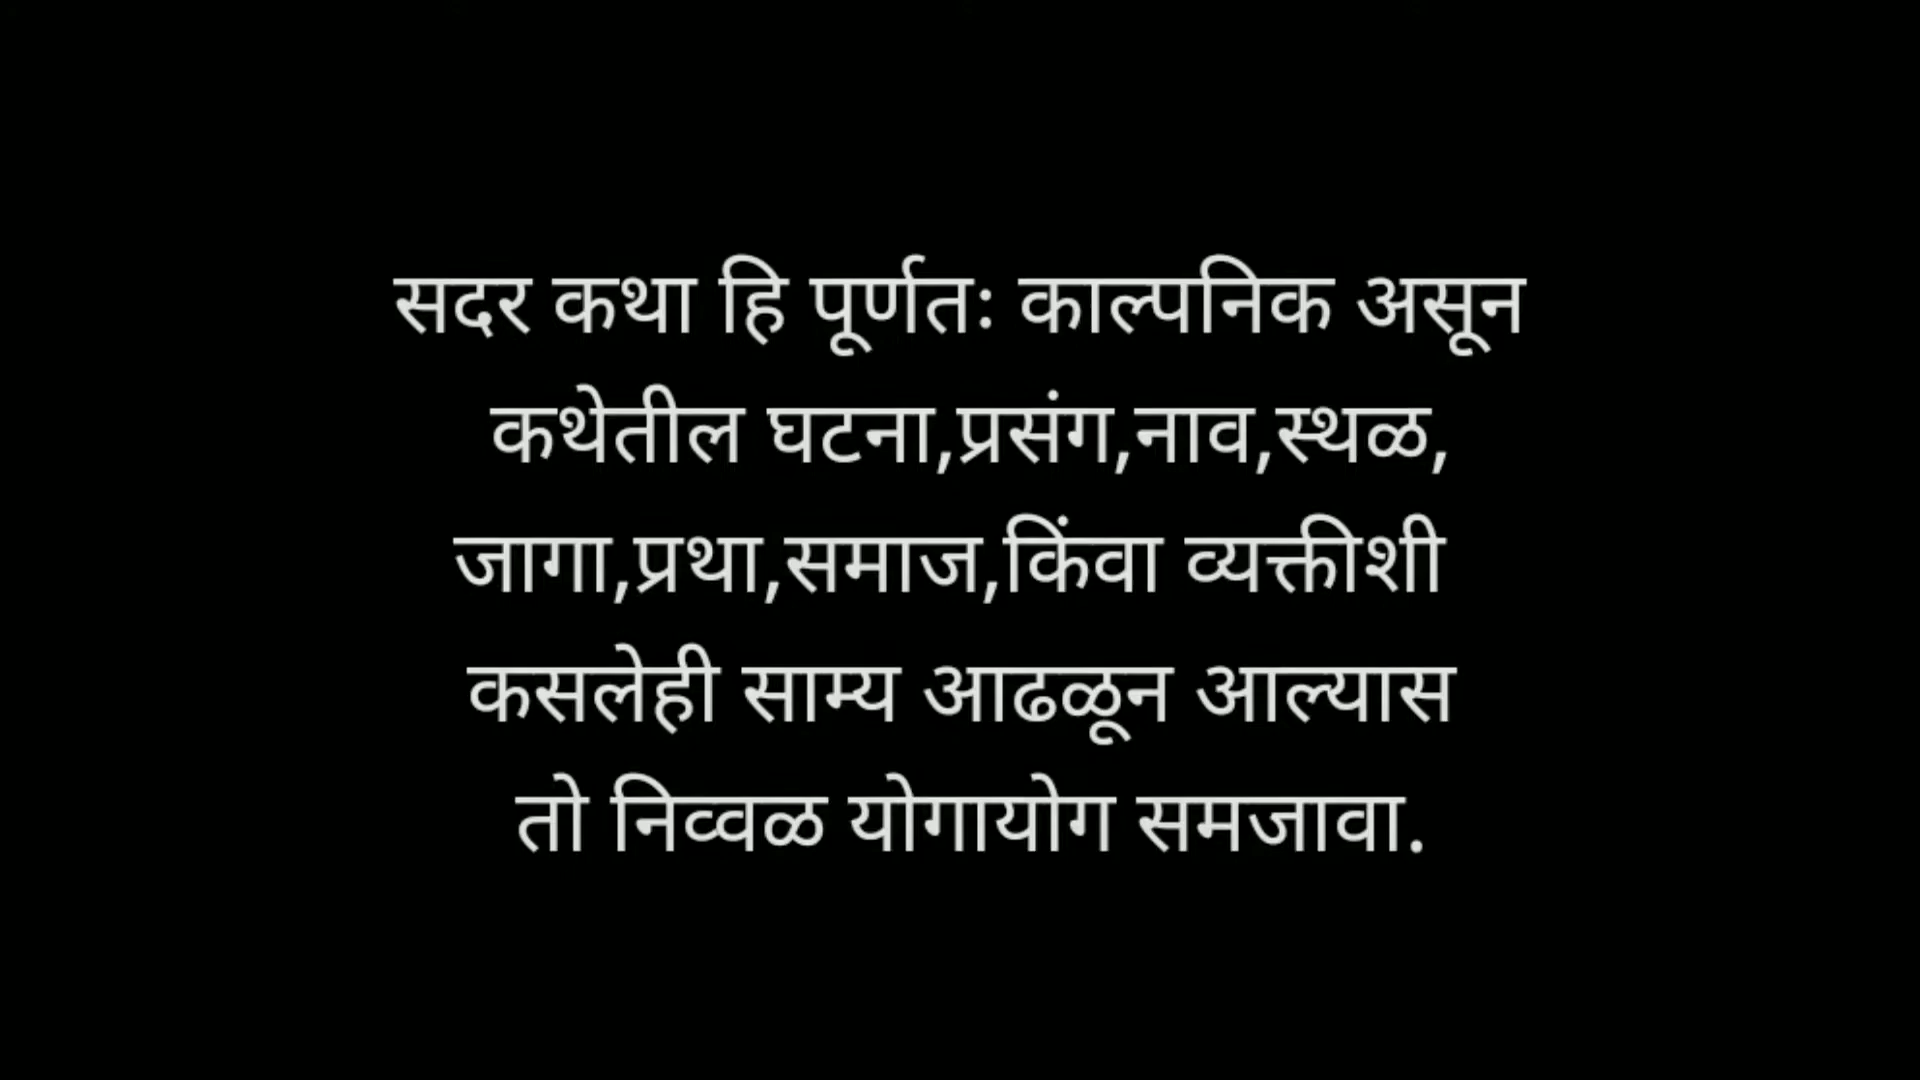 सदर कथा हि पूर्णतः काल्पनिक असून
कथेतील घटना,प्रसंग,नाव,स्थळ,
जागा,प्रथा,समाज,किंवा व्यक्तीशी
कसलेही साम्य आढळून आल्यास
तो निव्वळ योगायोग समजावा.